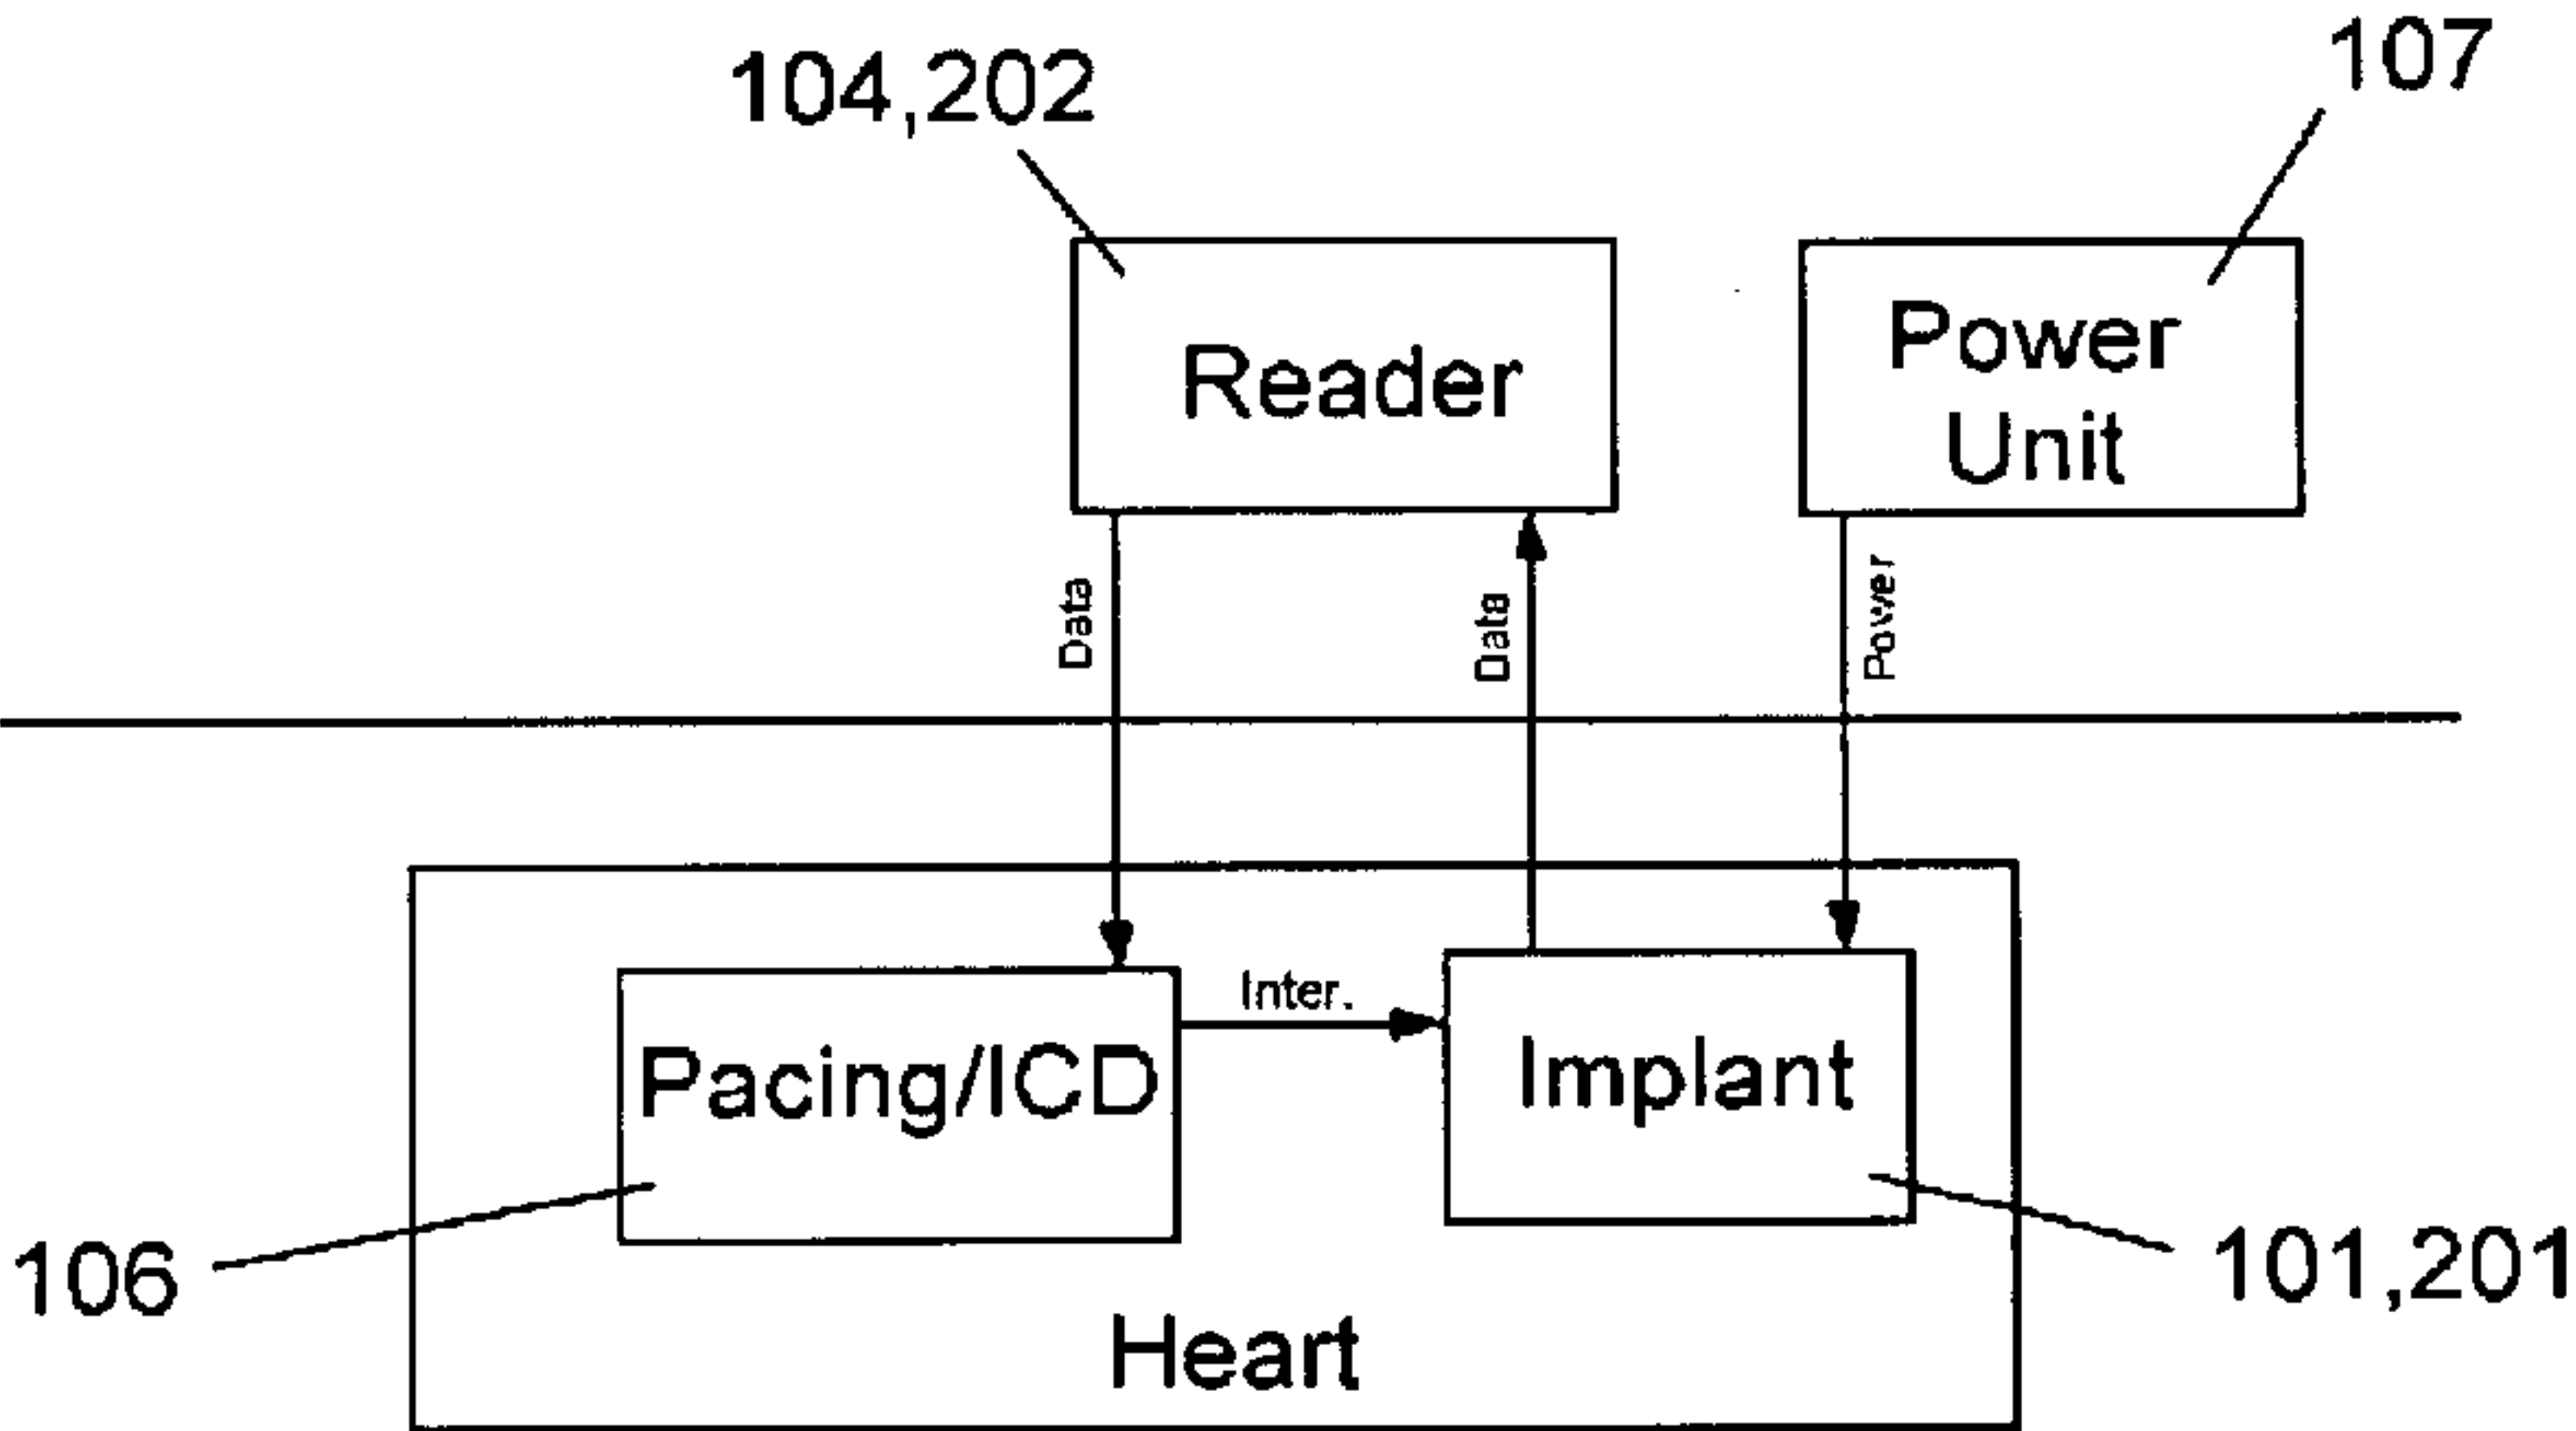 107
104,202
Reader
Power
Unit
Data
Data
Power
Inter.
Pacing/ICD
Implant
106
101,201
Heart